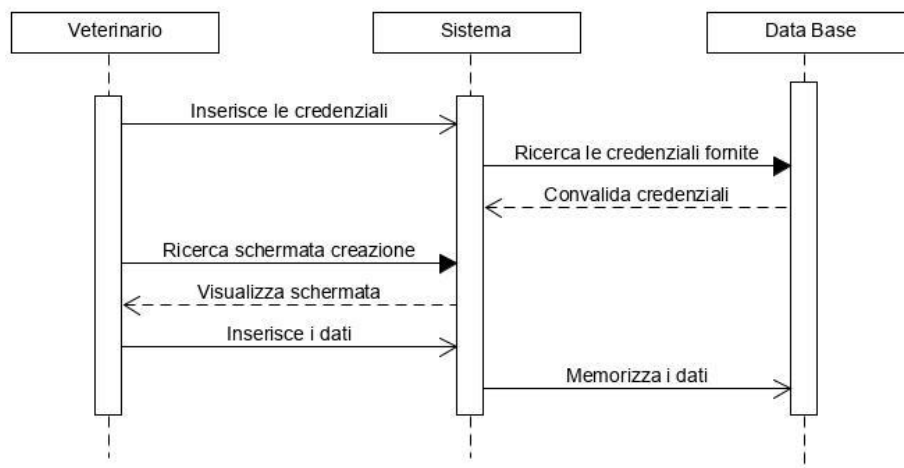 Veterinario
Sistema
Data Base
Inserisce le credenziali
Ricerca le credenziali fornite
Convalida credenziali
Ricerca schermata creazione
Visualizza schermata
Inserisce i dati
Memorizza i dati